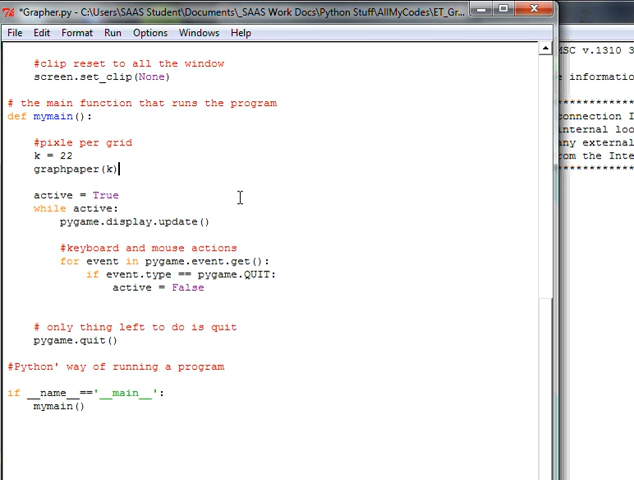 *Grapher.py - C:\Users\SAAS Student\Documents\_SAAS Work Docs\Python Stuff\AllMyCodes\ET_Gr...
File Edit Format Run Options Windows Help
#clip reset to all the window
screen.set_clip(None)
# the main function that runs the program
def mymain():
#pixle per grid
k = 22
graphpaper(k)
active = True
while active:
pygame.display.update()
#keyboard and mouse actions
for event in pygame.event.get():
if event.type == pygame.QUIT:
active = False
# only thing left to do is quit
pygame.quit()
#Python' way of running a program
if __name__=='__main__':
mymain()
MSC v.1310 3
e informatio
*************
connection I
internal loo
any external
from the Inte
*************